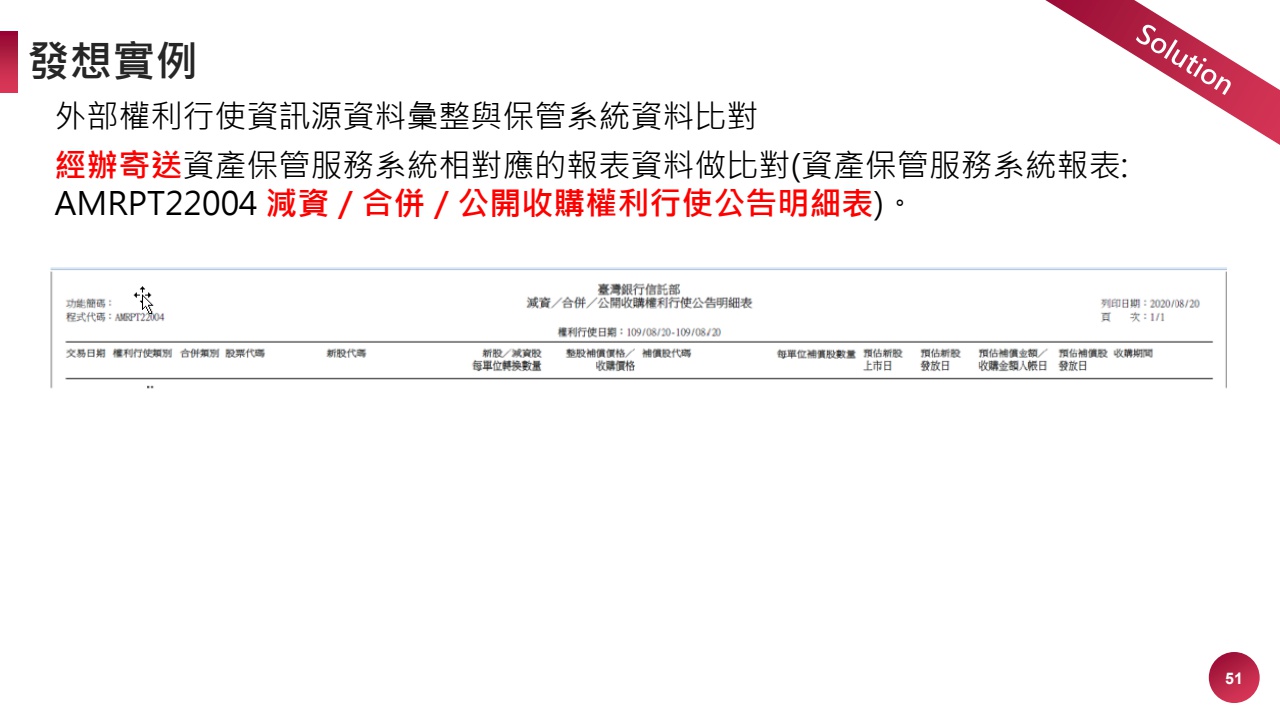 Solution
發想實例
外部權利行使資訊源資料彙整與保管系統資料比對
經辦寄送資產保管服務系統相對應的報表資料做比對(資產保管服務系統報表:
AMRPT22004 減資 / 合併 / 公開收購權利行使公告明細表)。
臺灣銀行信託部
功能簡碼： 減資／合併／公開收購權利行使公告明細表 列印日期：2020/08/20
程式代碼：AMRPT22004 頁 次：1/1
權利行使日期：109/08/20-109/08/20
交易日期 權利行使類別 合併類別 股票代碼 新股代碼 新股／減資股 整股補償價格／ 補償股代碼 每單位補償股數量 預估新股 預估新股 預估補償金額／ 預估補償股 收購期間
每單位轉換數量 收購價格 上市日 發放日 收購金額入帳日 發放日
51